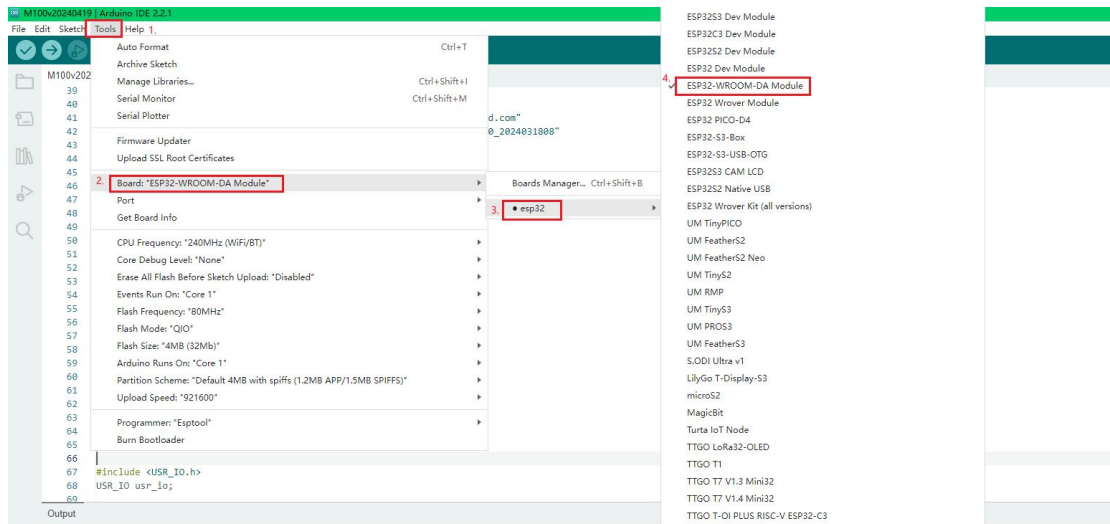 M100v20240419 | Arduino IDE 2.2.1
File Edit Sketch Tools Help 1.
M100v202
Auto Format Ctrl+T
Archive Sketch
Manage Libraries... Ctrl+Shift+I
Serial Monitor Ctrl+Shift+M
Serial Plotter
Firmware Updater
Upload SSL Root Certificates
2. Board: "ESP32-WROOM-DA Module"
Port
Get Board Info
CPU Frequency: "240MHz (WiFi/BT)"
Core Debug Level: "None"
Erase All Flash Before Sketch Upload: "Disabled"
Events Run On: "Core 1"
Flash Frequency: "80MHz"
Flash Mode: "QIO"
Flash Size: "4MB (32Mb)"
Arduino Runs On: "Core 1"
Partition Scheme: "Default 4MB with spiffs (1.2MB APP/1.5MB SPIFFS)"
Upload Speed: "921600"
Programmer: "Esptool"
Burn Bootloader
39
40
41
42
43
44
45
46
47
48
49
50
51
52
53
54
55
56
57
58
59
60
61
62
63
64
65
66
67 #include <USR_IO.h>
68 USR_IO usr_io;
69
d.com"
0_2024031808"
Boards Manager... Ctrl+Shift+B
3. esp32
ESP32S3 Dev Module
ESP32C3 Dev Module
ESP32S2 Dev Module
ESP32 Dev Module
4. ✓ ESP32-WROOM-DA Module
ESP32 Wrover Module
ESP32 PICO-D4
ESP32-S3-Box
ESP32-S3-USB-OTG
ESP32S3 CAM LCD
ESP32S2 Native USB
ESP32 Wrover Kit (all versions)
UM TinyPICO
UM FeatherS2
UM FeatherS2 Neo
UM TinyS2
UM RMP
UM TinyS3
UM PROS3
UM FeatherS3
S.ODI Ultra v1
LilyGo T-Display-S3
microS2
MagicBit
Turta IoT Node
TTGO LoRa32-OLED
TTGO T1
TTGO T7 V1.3 Mini32
TTGO T7 V1.4 Mini32
TTGO T-OI PLUS RISC-V ESP32-C3
Output